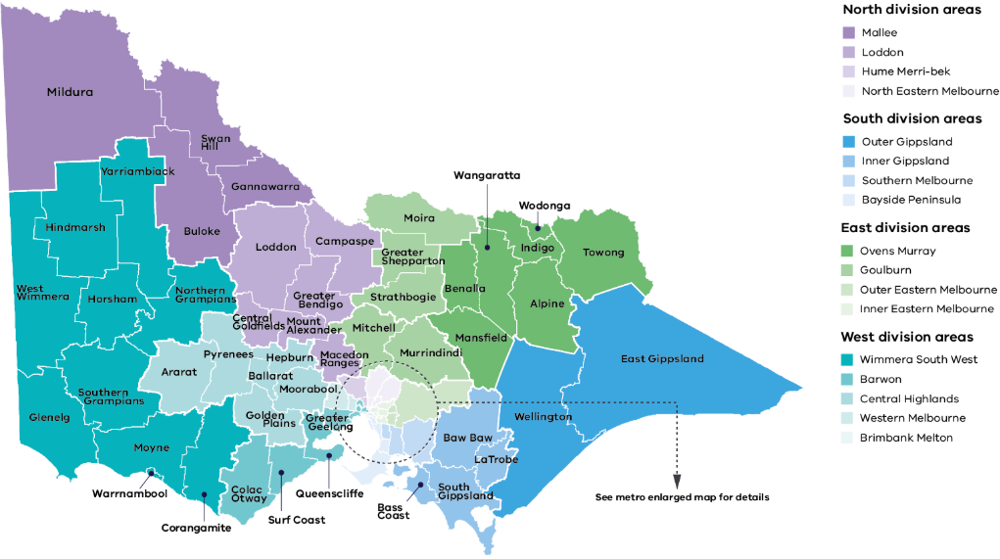 North division areas
Mallee
Loddon
Hume Merri-bek
North Eastern Melbourne
South division areas
Outer Gippsland
Inner Gippsland
Southern Melbourne
Bayside Peninsula
East division areas
Ovens Murray
Goulburn
Outer Eastern Melbourne
Inner Eastern Melbourne
West division areas
Wimmera South West
Barwon
Central Highlands
Western Melbourne
Brimbank Melton
Mildura
Swan
Hill
Yarriambiack
Gannawarra
Wangaratta
Wodonga
Moira
Hindmarsh
Buloke
Loddon
Campaspe
Greater
Shepparton
Indigo
Towong
West
Wimmera
Horsham
Northern
Grampians
Greater
Bendigo
Strathbogie
Benalla
Alpine
Central
Goldfields
Mount
Alexander
Mitchell
Mansfield
Pyrenees
Hepburn
Macedon
Ranges
Murrindindi
East Gippsland
Ararat
Ballarat
Moorabool
Southern
Grampians
Glenelg
Golden
Plains
Greater
Geelong
Wellington
Baw Baw
Moyne
LaTrobe
Warrnambool
Colac
Otway
Queenscliffe
South
Gippsland
Bass
Coast
Corangamite
Surf Coast
See metro enlarged map for details